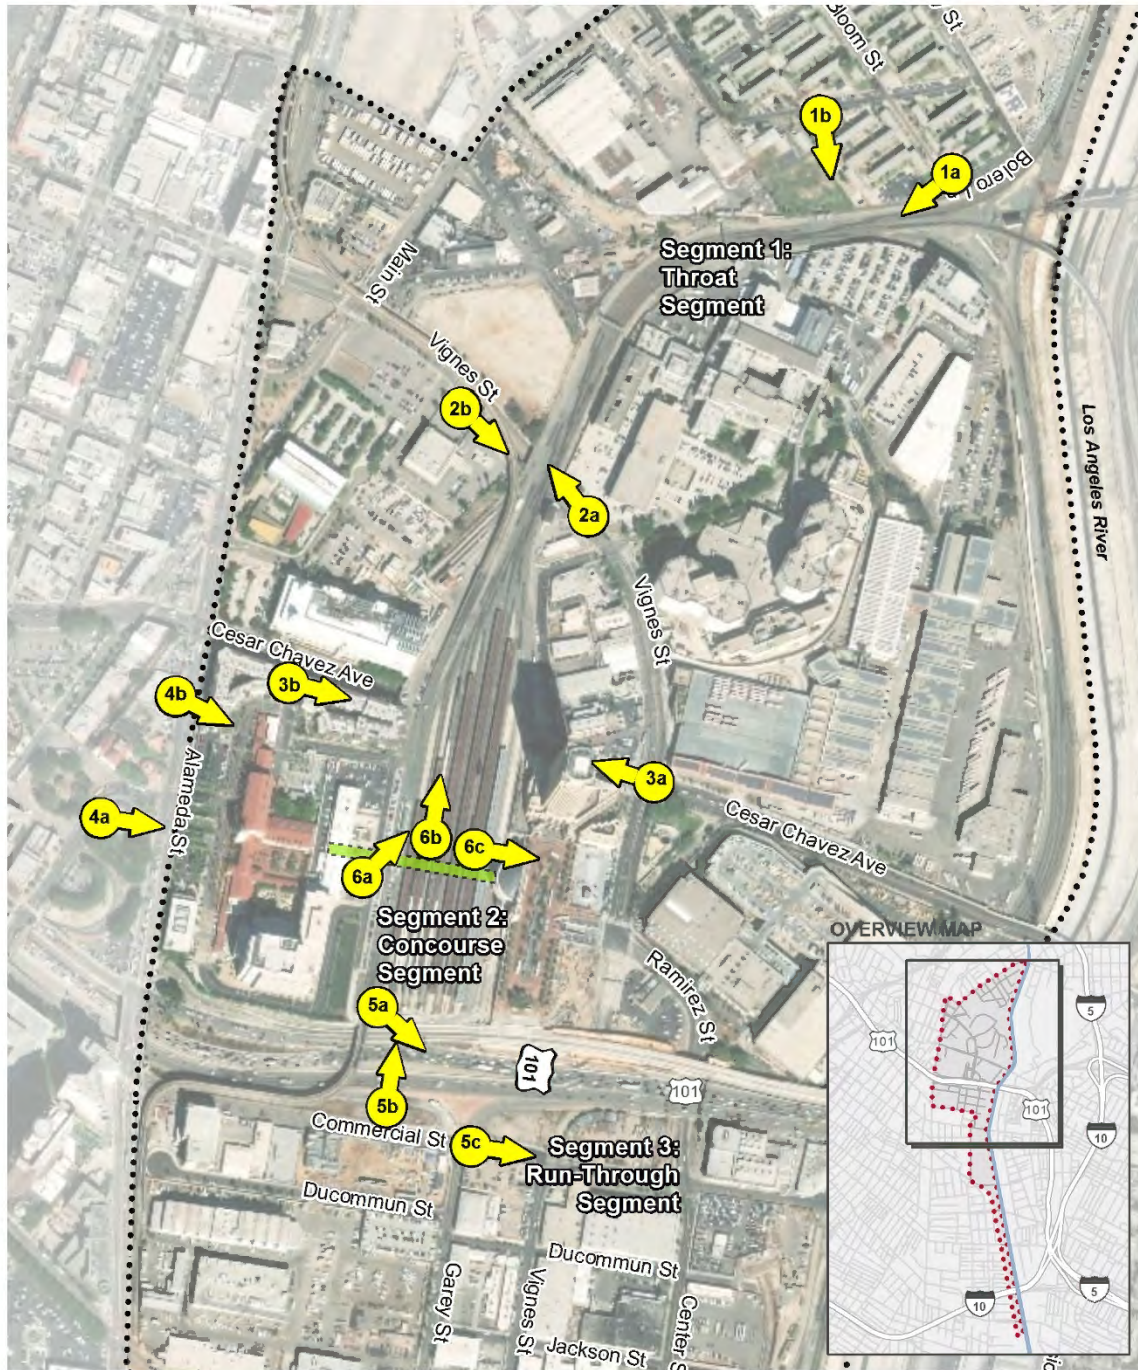 Bloom St
y St
1b
1a
Bolero L
Segment 1:
Throat
Segment
Main St
Vignes St
2b
2a
Los Angeles River
Vignes St
Cesar Chavez Ave
3b
4b
Alameda St
4a
3a
6b
6c
6a
Cesar Chavez Ave
Segment 2:
Concourse
Segment
Ramirez St
5a
101
101
5b
Commercial St
5c
Segment 3:
Run-Through
Segment
Ducommun St
Ducommun St
Garey St
Vignes St
Center S
Jackson St
OVERVIEW MAP
5
101
101
10
10
5